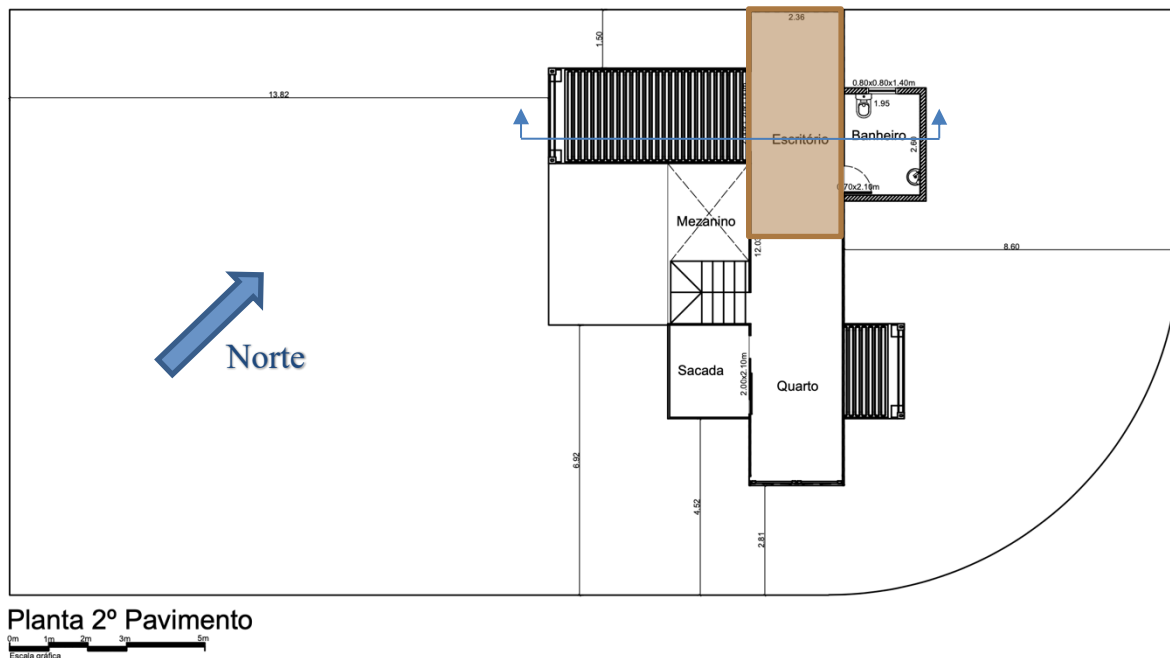 2.36
1.50
13.82
0.80x0.80x1.40m
1.95
Escritório
Banheiro
2.60
0.70x2.10m
Mezanino
12.03
8.60
Norte
Sacada
2.00x2.10m
Quarto
6.92
4.52
2.81
Planta 2º Pavimento
0m 1m 2m 3m 5m
Escala gráfica